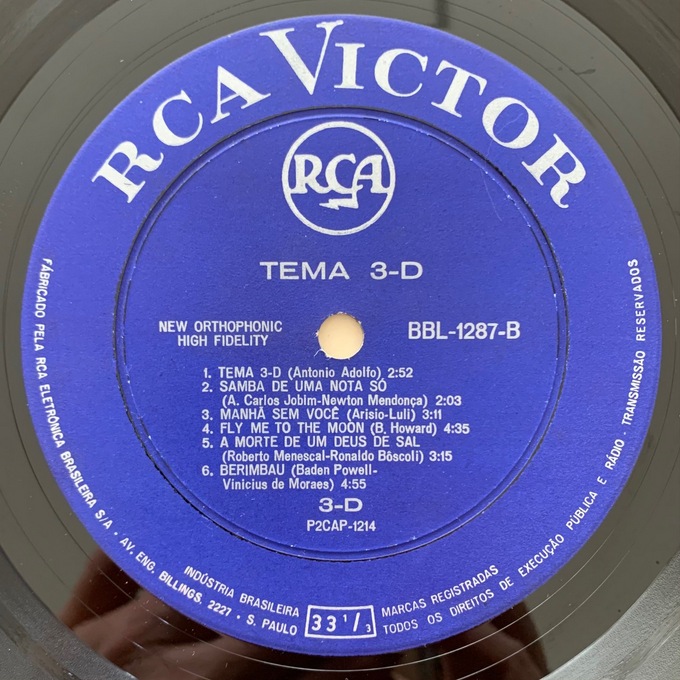 RCA VICTOR
RCA
TEMA 3-D
NEW ORTHOPHONIC
HIGH FIDELITY
BBL-1287-B
1. TEMA 3-D (Antonio Adolfo) 2:52
2. SAMBA DE UMA NOTA SÓ
(A. Carlos Jobim-Newton Mendonça) 2:03
3. MANHÃ SEM VOCÊ (Arisio-Luli) 3:11
4. FLY ME TO THE MOON (B. Howard) 4:35
5. A MORTE DE UM DEUS DE SAL
(Roberto Menescal-Ronaldo Bôscoli) 3:15
6. BERIMBAU (Baden Powell-
Vinicius de Moraes) 4:55
3-D
P2CAP-1214
FÁBRICADO PELA RCA ELETRÔNICA BRASILEIRA S/A · AV. ENG. BILLINGS, 2227 · S. PAULO
INDÚSTRIA BRASILEIRA
33 1/3
MARCAS REGISTRADAS
TODOS OS DIREITOS DE EXECUÇÃO PÚBLICA E RÁDIO · TRANSMISSÃO RESERVADOS